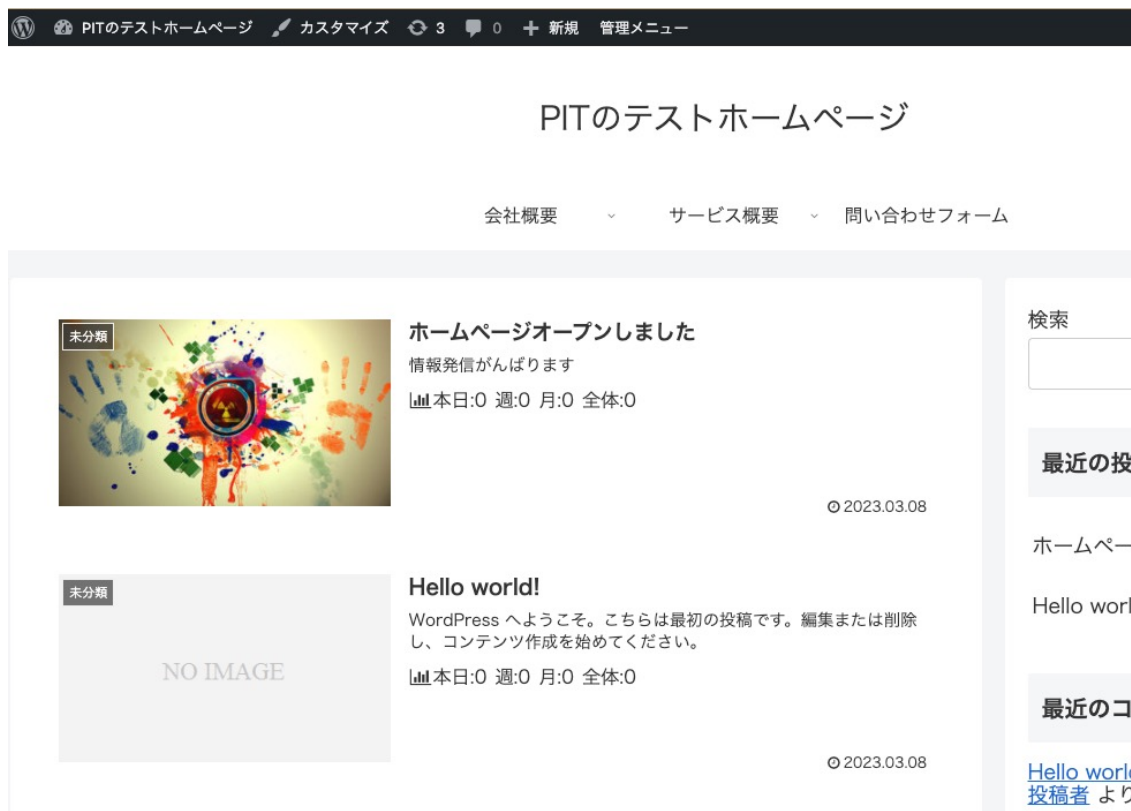 PITのテストホームページ カスタマイズ 3 0 新規 管理メニュー
PITのテストホームページ
会社概要 サービス概要 問い合わせフォーム
未分類
ホームページオープンしました
情報発信がんばります
本日:0 週:0 月:0 全体:0
2023.03.08
未分類
NO IMAGE
Hello world!
WordPress へようこそ。こちらは最初の投稿です。編集または削除
し、コンテンツ作成を始めてください。
本日:0 週:0 月:0 全体:0
2023.03.08
検索
最近の投
ホームペー
Hello worl
最近のコ
Hello worl
投稿者 より